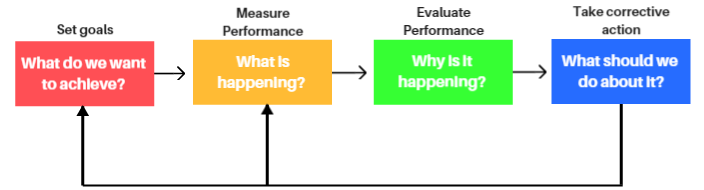 Set goals
Measure
Performance
Evaluate
Performance
Take corrective
action
What do we want
to achieve?
What is
happening?
Why is it
happening?
What should we
do about it?